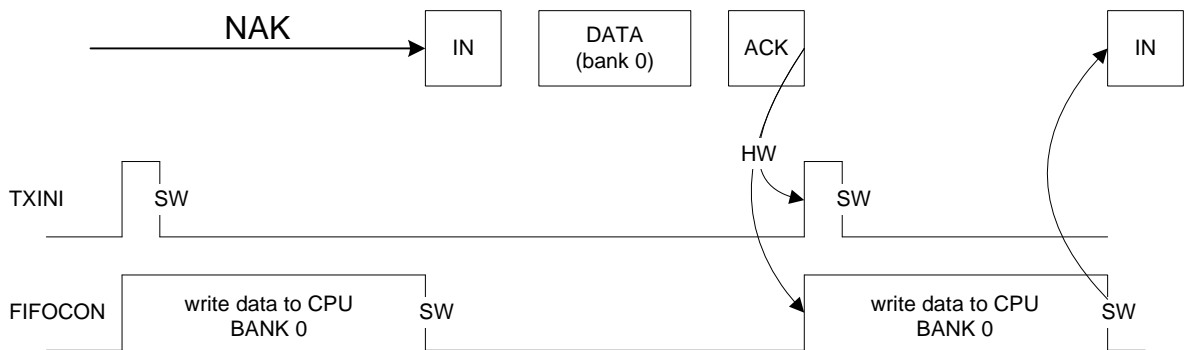 NAK
IN
DATA
(bank 0)
ACK
IN
HW
TXINI
SW
SW
FIFOCON
write data to CPU
BANK 0
SW
write data to CPU
BANK 0
SW